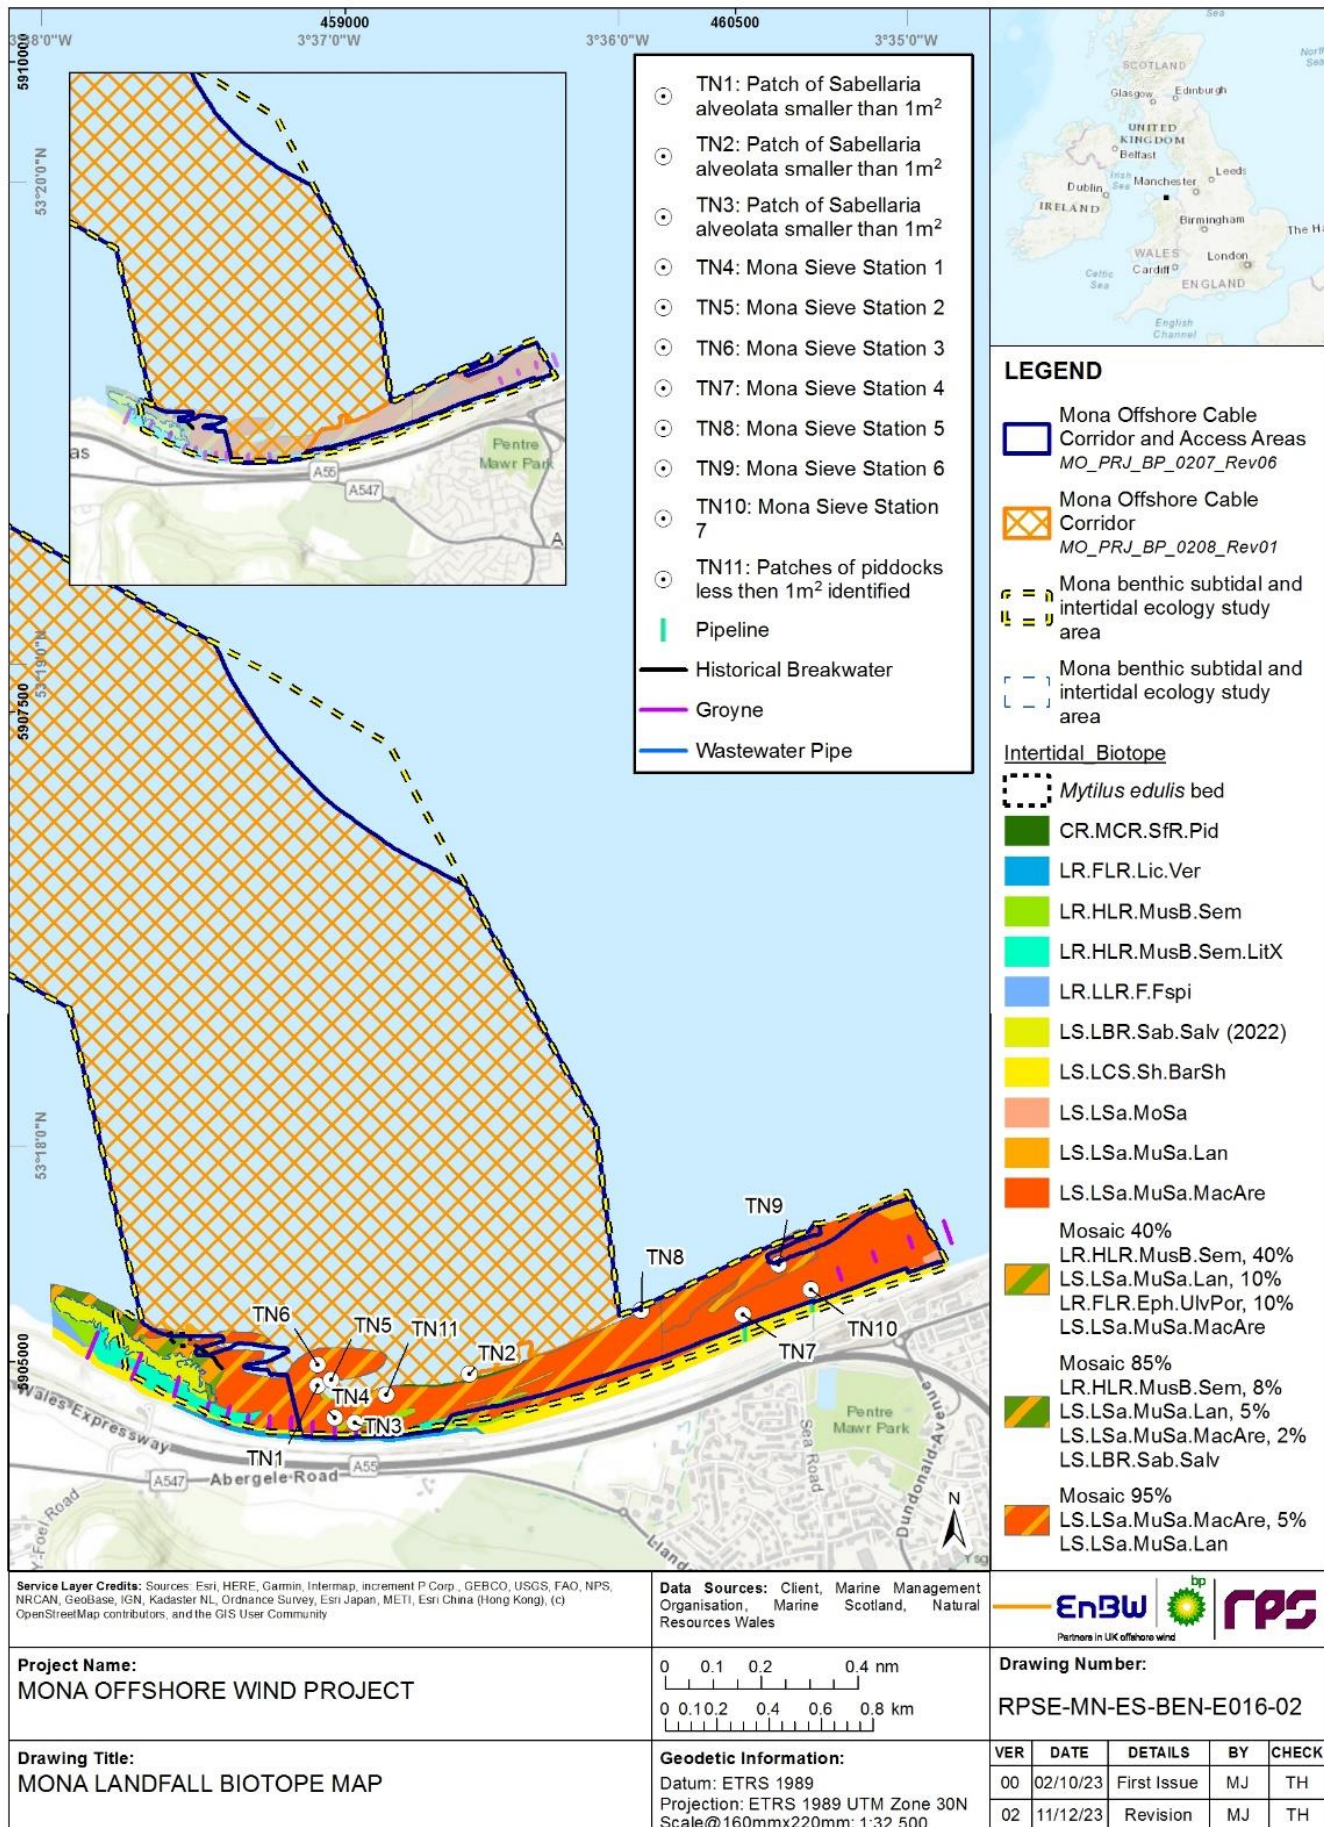 459000
460500
3°38'0"W
3°37'0"W
3°36'0"W
3°35'0"W
5910000
53°20'0"N
53°19'0"N
5907500
53°18'0"N
5905000
Pentre
Mawr Park
A55
A547
as
A
TN1: Patch of Sabellaria
alveolata smaller than 1m²
TN2: Patch of Sabellaria
alveolata smaller than 1m²
TN3: Patch of Sabellaria
alveolata smaller than 1m²
TN4: Mona Sieve Station 1
TN5: Mona Sieve Station 2
TN6: Mona Sieve Station 3
TN7: Mona Sieve Station 4
TN8: Mona Sieve Station 5
TN9: Mona Sieve Station 6
TN10: Mona Sieve Station
7
TN11: Patches of piddocks
less then 1m² identified
Pipeline
Historical Breakwater
Groyne
Wastewater Pipe
Sea
North
Sea
SCOTLAND
Glasgow
Edinburgh
UNITED
KINGDOM
Belfast
Irish
Sea
Manchester
Leeds
Dublin
IRELAND
Birmingham
The Ha
WALES
London
Cardiff
Celtic
Sea
ENGLAND
English
Channel
LEGEND
Mona Offshore Cable
Corridor and Access Areas
MO_PRJ_BP_0207_Rev06
Mona Offshore Cable
Corridor
MO_PRJ_BP_0208_Rev01
Mona benthic subtidal and
intertidal ecology study
area
Mona benthic subtidal and
intertidal ecology study
area
Intertidal_Biotope
Mytilus edulis bed
CR.MCR.SfR.Pid
LR.FLR.Lic.Ver
LR.HLR.MusB.Sem
LR.HLR.MusB.Sem.LitX
LR.LLR.F.Fspi
LS.LBR.Sab.Salv (2022)
LS.LCS.Sh.BarSh
LS.LSa.MoSa
LS.LSa.MuSa.Lan
LS.LSa.MuSa.MacAre
Mosaic 40%
LR.HLR.MusB.Sem, 40%
LS.LSa.MuSa.Lan, 10%
LR.FLR.Eph.UlvPor, 10%
LS.LSa.MuSa.MacAre
Mosaic 85%
LR.HLR.MusB.Sem, 8%
LS.LSa.MuSa.Lan, 5%
LS.LSa.MuSa.MacAre, 2%
LS.LBR.Sab.Salv
Mosaic 95%
LS.LSa.MuSa.MacAre, 5%
LS.LSa.MuSa.Lan
TN9
TN8
TN6
TN5
TN11
TN2
TN10
TN7
TN4
TN3
TN1
Wales Expressway
A547
Abergele Road
A55
Y-Foel Road
Sea Road
Pentre
Mawr Park
Dundonald Avenue
Lland
Ysg
N
Service Layer Credits: Sources: Esri, HERE, Garmin, Intermap, increment P Corp., GEBCO, USGS, FAO, NPS,
NRCAN, GeoBase, IGN, Kadaster NL, Ordnance Survey, Esri Japan, METI, Esri China (Hong Kong), (c)
OpenStreetMap contributors, and the GIS User Community
Data Sources: Client, Marine Management
Organisation, Marine Scotland, Natural
Resources Wales
EnBW
Partners in UK offshore wind
bp
rps
Project Name:
MONA OFFSHORE WIND PROJECT
0 0.1 0.2 0.4 nm
0 0.10.2 0.4 0.6 0.8 km
Drawing Number:
RPSE-MN-ES-BEN-E016-02
Drawing Title:
MONA LANDFALL BIOTOPE MAP
Geodetic Information:
Datum: ETRS 1989
Projection: ETRS 1989 UTM Zone 30N
Scale@160mmx220mm: 1:32,500
VER DATE DETAILS BY CHECK
00 02/10/23 First Issue MJ TH
02 11/12/23 Revision MJ TH